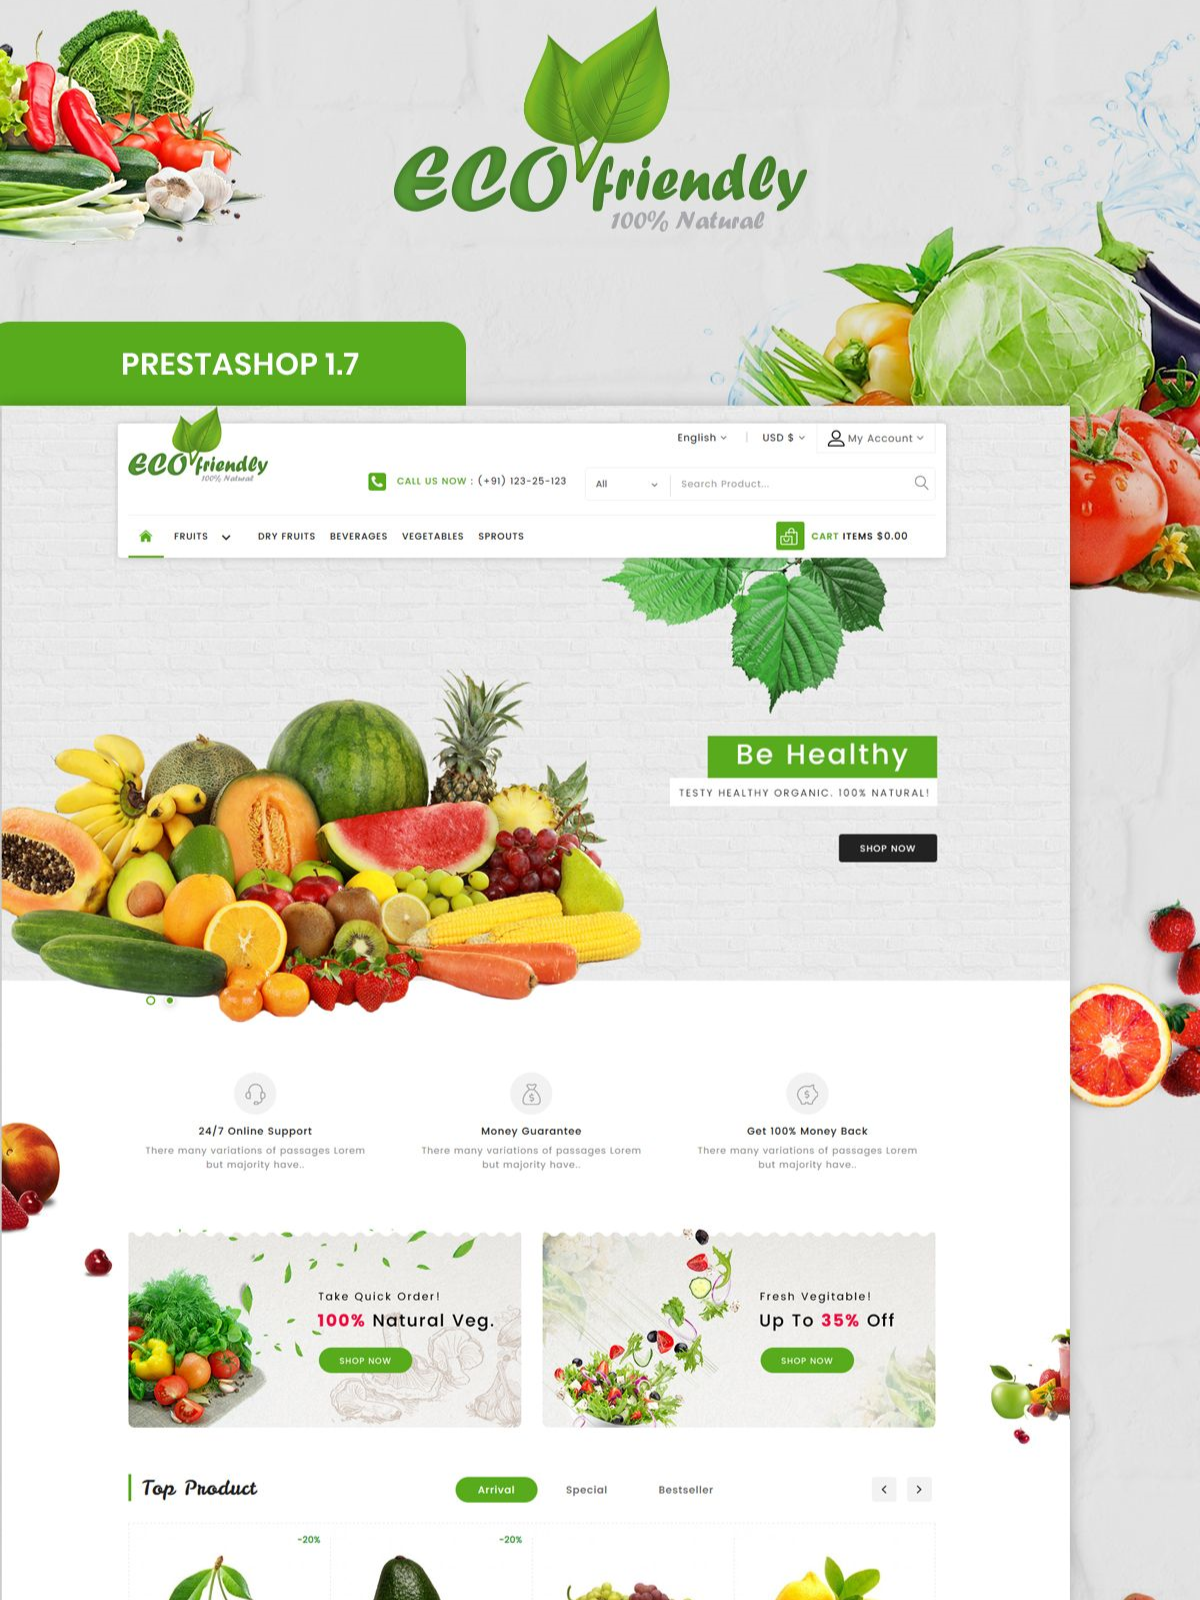 ECO friendly
100% Natural
PRESTASHOP 1.7
English
USD $
My Account
ECO friendly
100% Natural
CALL US NOW : (+91) 123-25-123
All
Search Product...
FRUITS
DRY FRUITS
BEVERAGES
VEGETABLES
SPROUTS
CART ITEMS $0.00
Be Healthy
TESTY HEALTHY ORGANIC. 100% NATURAL!
SHOP NOW
24/7 Online Support
There many variations of passages Lorem
but majority have..
Money Guarantee
There many variations of passages Lorem
but majority have..
Get 100% Money Back
There many variations of passages Lorem
but majority have..
Take Quick Order!
100% Natural Veg.
SHOP NOW
Fresh Vegitable!
Up To 35% Off
SHOP NOW
Top Product
Arrival
Special
Bestseller
-20%
-20%